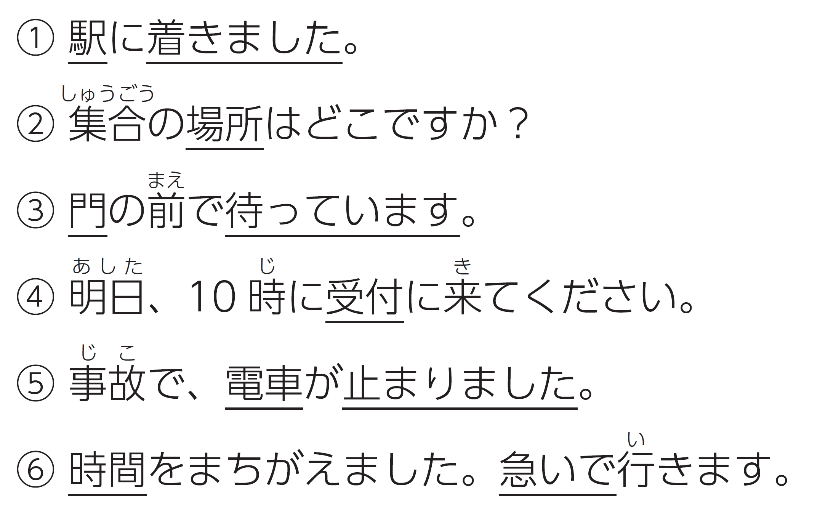 ① 駅に着きました。
しゅうごう
② 集合の場所はどこですか？
まえ
③ 門の前で待っています。
あした じ き
④ 明日、10時に受付に来てください。
じこ
⑤ 事故で、電車が止まりました。
い
⑥ 時間をまちがえました。急いで行きます。